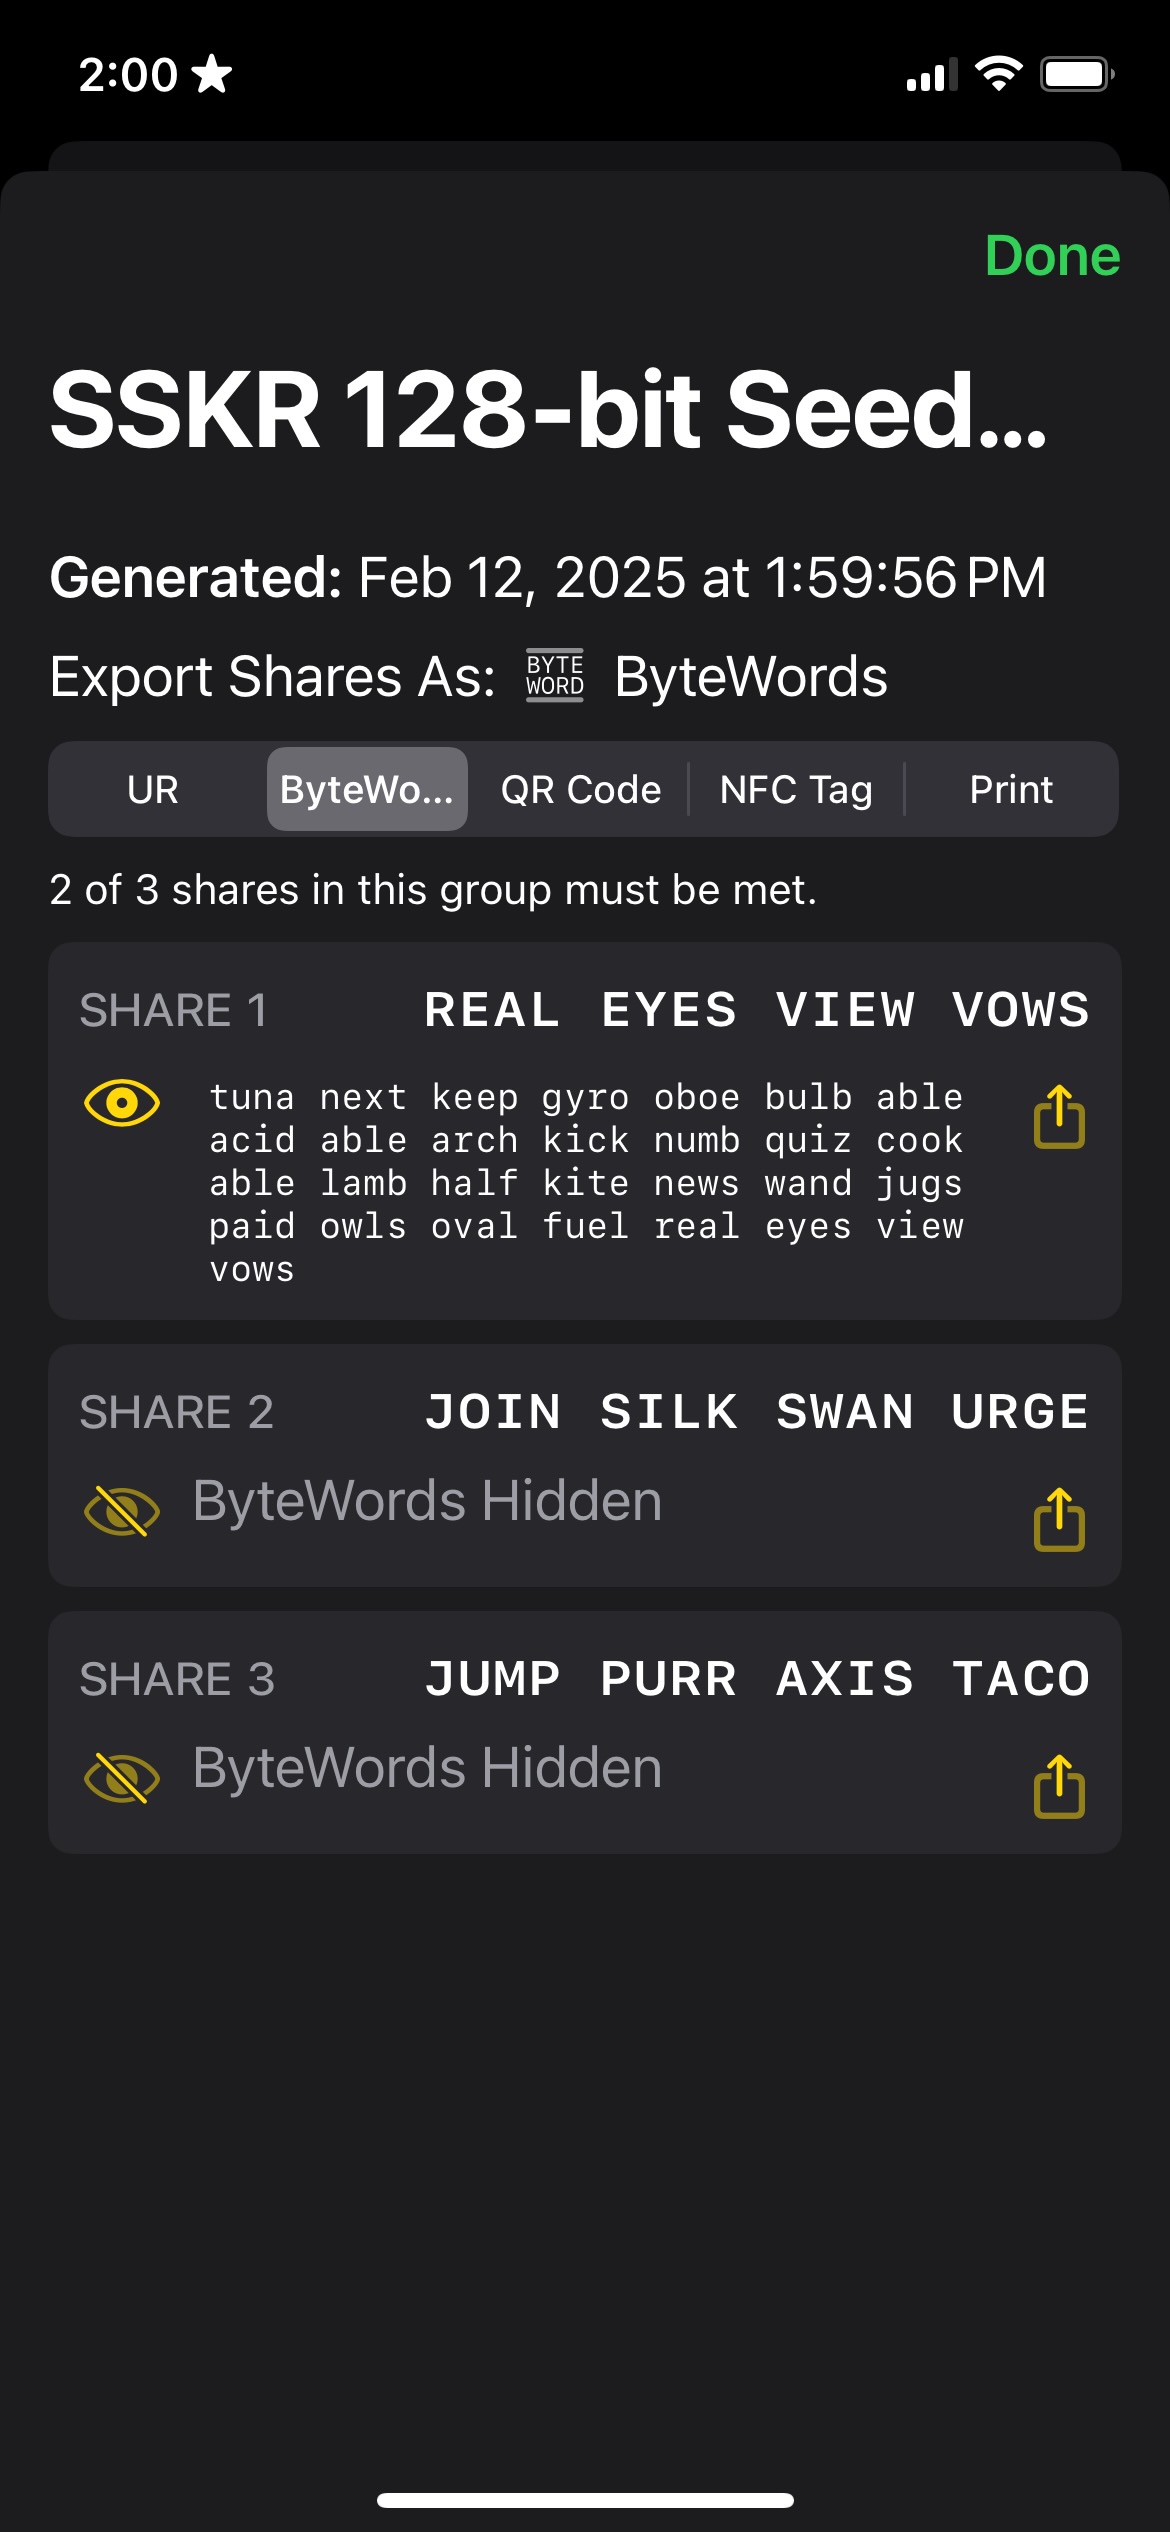 2:00
Done
SSKR 128-bit Seed...
Generated: Feb 12, 2025 at 1:59:56 PM
Export Shares As: BYTE WORD ByteWords
UR ByteWo... QR Code NFC Tag Print
2 of 3 shares in this group must be met.
SHARE 1 REAL EYES VIEW VOWS
tuna next keep gyro oboe bulb able
acid able arch kick numb quiz cook
able lamb half kite news wand jugs
paid owls oval fuel real eyes view
vows
SHARE 2 JOIN SILK SWAN URGE
ByteWords Hidden
SHARE 3 JUMP PURR AXIS TACO
ByteWords Hidden